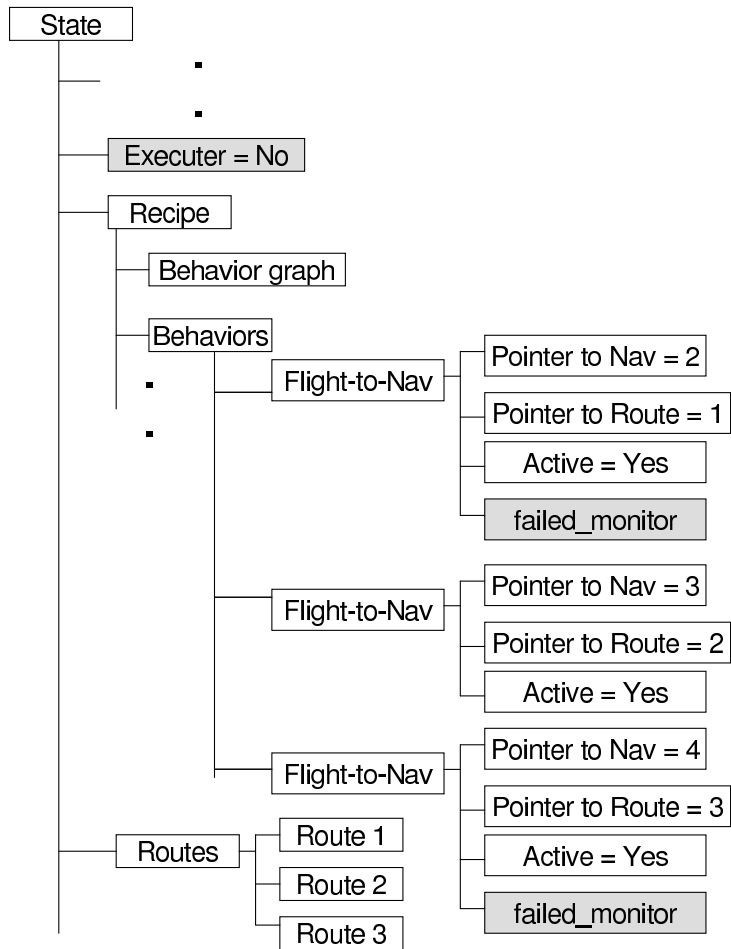 State
Executer = No
Recipe
Behavior graph
Behaviors
Flight-to-Nav
Pointer to Nav = 2
Pointer to Route = 1
Active = Yes
failed_monitor
Flight-to-Nav
Pointer to Nav = 3
Pointer to Route = 2
Active = Yes
Flight-to-Nav
Pointer to Nav = 4
Pointer to Route = 3
Active = Yes
failed_monitor
Routes
Route 1
Route 2
Route 3